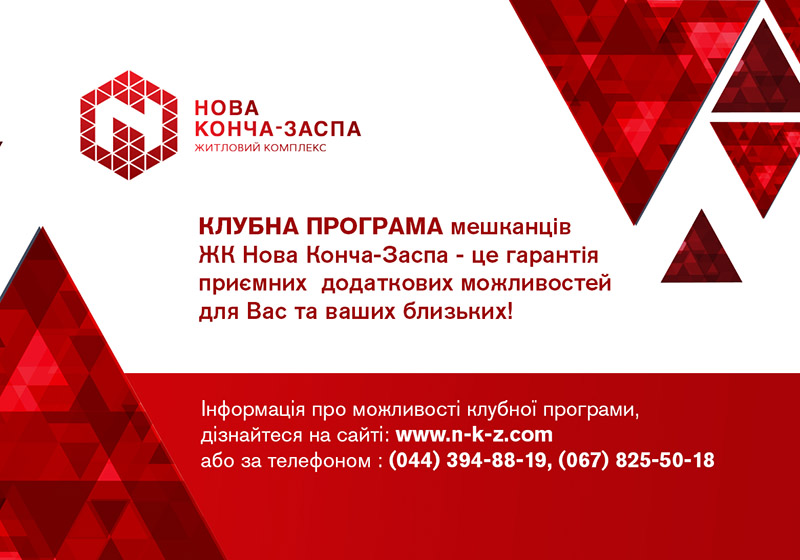 НОВА
КОНЧА-ЗАСПА
ЖИТЛОВИЙ КОМПЛЕКС
КЛУБНА ПРОГРАМА мешканців
ЖК Нова Конча-Заспа - це гарантія
приємних додаткових можливостей
для Вас та ваших близьких!
Інформація про можливості клубної програми,
дізнайтеся на сайті: www.n-k-z.com
або за телефоном : (044) 394-88-19, (067) 825-50-18